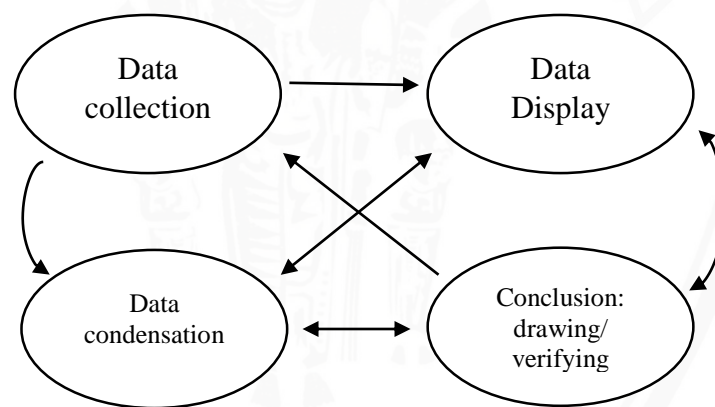 Data
collection
Data
Display
Data
condensation
Conclusion:
drawing/
verifying